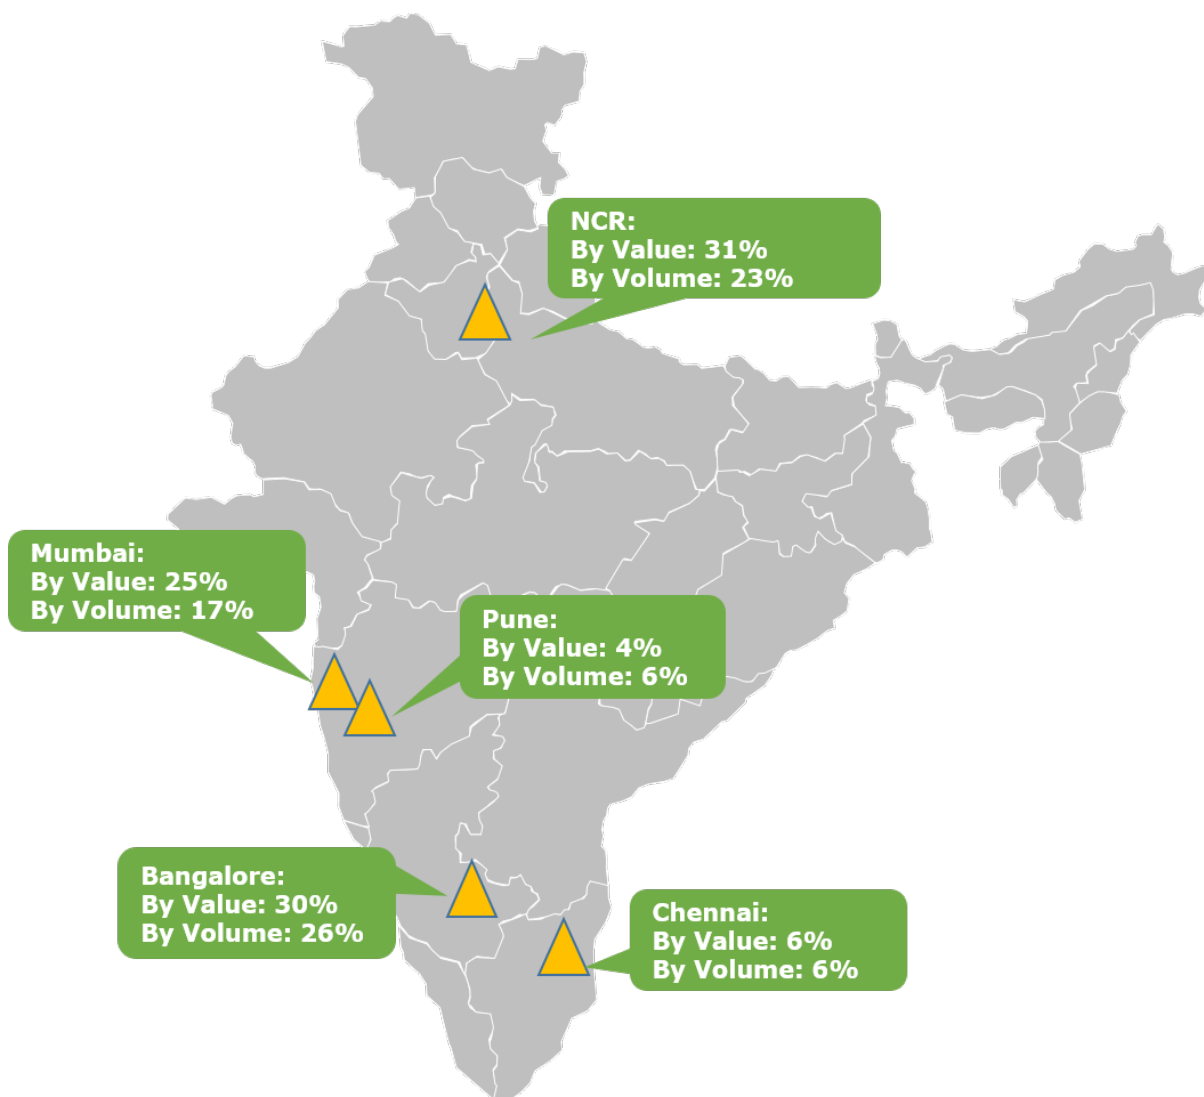 NCR:
By Value: 31%
By Volume: 23%
Mumbai:
By Value: 25%
By Volume: 17%
Pune:
By Value: 4%
By Volume: 6%
Bangalore:
By Value: 30%
By Volume: 26%
Chennai:
By Value: 6%
By Volume: 6%